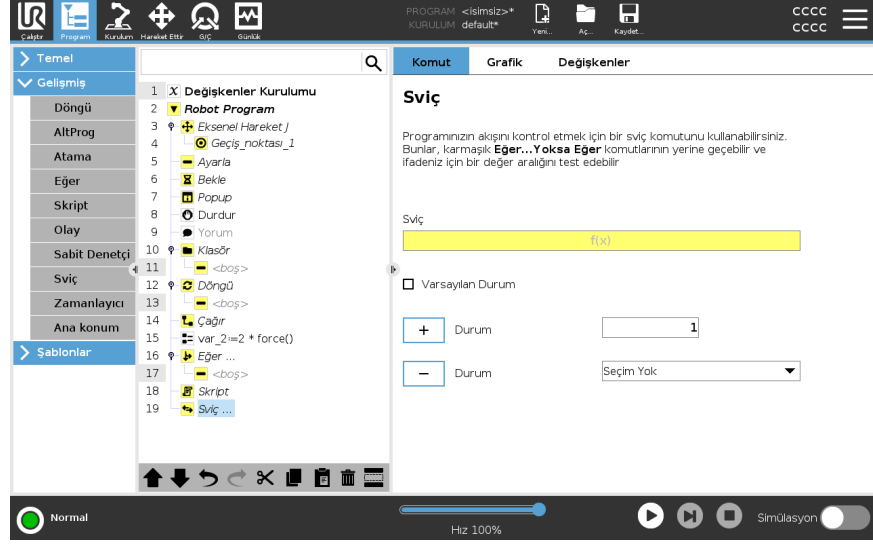 UR
PROGRAM <isimsiz>*
KURULUM default*
cccc
cccc
Çalıştır Program Kurulum Hareket Ettir G/Ç Günlük Yeni... Aç... Kaydet...
Temel
Gelişmiş
Döngü
AltProg
Atama
Eğer
Skript
Olay
Sabit Denetçi
Sviç
Zamanlayıcı
Ana konum
Şablonlar
1 X Değişkenler Kurulumu
2 Robot Program
3 Eksenel Hareket J
4 Geçiş_noktası_1
5 Ayarla
6 Bekle
7 Popup
8 Durdur
9 Yorum
10 Klasör
11 <boş>
12 Döngü
13 <boş>
14 Çağır
15 var_2≔2 * force()
16 Eğer ...
17 <boş>
18 Skript
19 Sviç ...
Komut Grafik Değişkenler
Sviç
Programınızın akışını kontrol etmek için bir sviç komutunu kullanabilirsiniz.
Bunlar, karmaşık Eğer...Yoksa Eğer komutlarının yerine geçebilir ve
ifadeniz için bir değer aralığını test edebilir
Sviç
f(x)
Varsayılan Durum
+ Durum 1
− Durum Seçim Yok
Normal
Hız 100%
Simülasyon